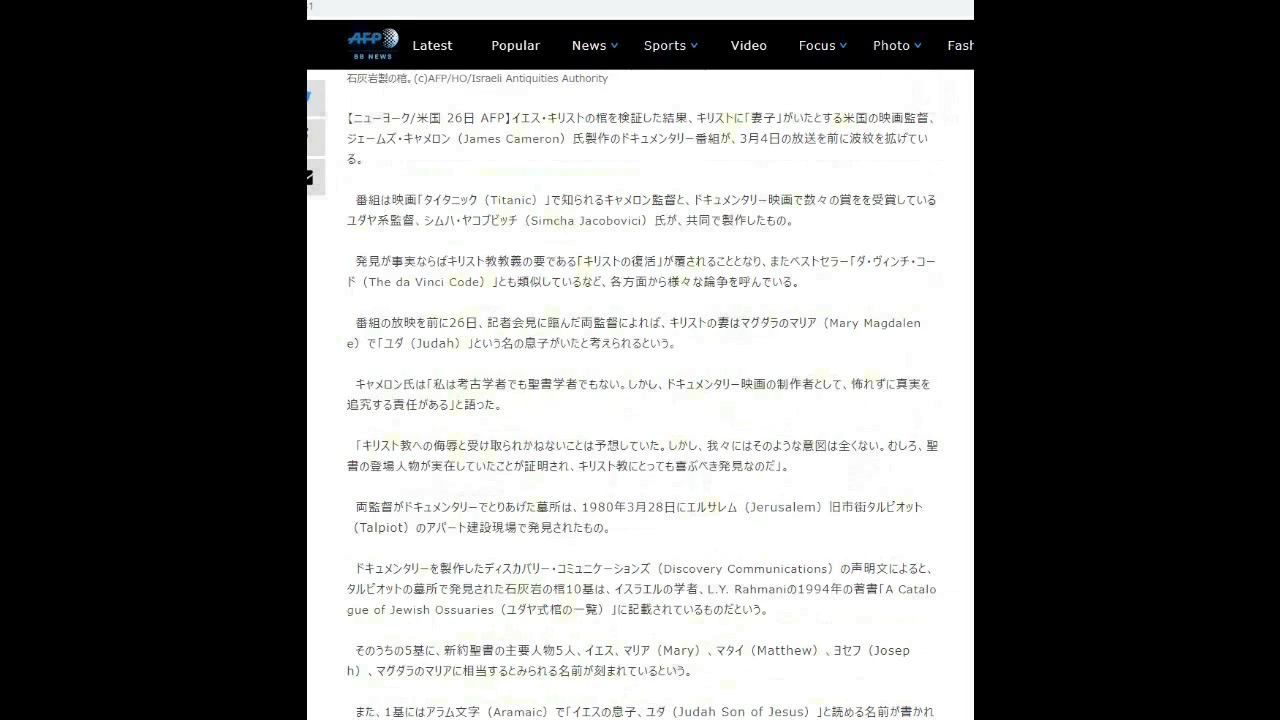 1
AFP
BB NEWS
Latest Popular News Sports Video Focus Photo Fash
石灰岩製の棺。(c)AFP/HO/Israeli Antiquities Authority
【ニューヨーク/米国 26日 AFP】イエス・キリストの棺を検証した結果、キリストに「妻子」がいたとする米国の映画監督、
ジェームズ・キャメロン（James Cameron）氏製作のドキュメンタリー番組が、3月4日の放送を前に波紋を拡げてい
る。
番組は映画「タイタニック（Titanic）」で知られるキャメロン監督と、ドキュメンタリー映画で数々の賞をを受賞している
ユダヤ系監督、シムハ・ヤコブビッチ（Simcha Jacobovici）氏が、共同で製作したもの。
発見が事実ならばキリスト教教義の要である「キリストの復活」が覆されることとなり、またベストセラー「ダ・ヴィンチ・コー
ド（The da Vinci Code）」とも類似しているなど、各方面から様々な論争を呼んでいる。
番組の放映を前に26日、記者会見に臨んだ両監督によれば、キリストの妻はマグダラのマリア（Mary Magdalen
e）で「ユダ（Judah）」という名の息子がいたと考えられるという。
キャメロン氏は「私は考古学者でも聖書学者でもない。しかし、ドキュメンタリー映画の制作者として、怖れずに真実を
追究する責任がある」と語った。
「キリスト教への侮辱と受け取られかねないことは予想していた。しかし、我々にはそのような意図は全くない。むしろ、聖
書の登場人物が実在していたことが証明され、キリスト教にとっても喜ぶべき発見なのだ」。
両監督がドキュメンタリーでとりあげた墓所は、1980年3月28日にエルサレム（Jerusalem）旧市街タルピオット
（Talpiot）のアパート建設現場で発見されたもの。
ドキュメンタリーを製作したディスカバリー・コミュニケーションズ（Discovery Communications）の声明文によると、
タルピオットの墓所で発見された石灰岩の棺10基は、イスラエルの学者、L.Y. Rahmaniの1994年の著書「A Catalo
gue of Jewish Ossuaries（ユダヤ式棺の一覧）」に記載されているものだという。
そのうちの5基に、新約聖書の主要人物5人、イエス、マリア（Mary）、マタイ（Matthew）、ヨセフ（Josep
h）、マグダラのマリアに相当するとみられる名前が刻まれているという。
また、1基にはアラム文字（Aramaic）で「イエスの息子、ユダ（Judah Son of Jesus）」と読める名前が書かれ